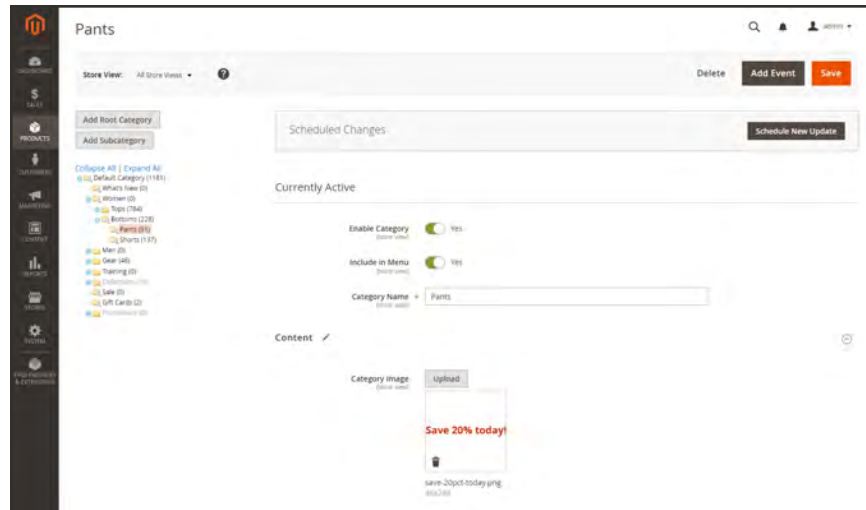 Pants
admin
Store View: All Store Views
Delete
Add Event
Save
DASHBOARD
SALES
PRODUCTS
CUSTOMERS
MARKETING
CONTENT
REPORTS
STORES
SYSTEM
Add Root Category
Add Subcategory
Collapse All | Expand All
Default Category (1181)
What's New (0)
Women (0)
Tops (784)
Bottoms (228)
Pants (91)
Shorts (137)
Men (0)
Gear (46)
Training (0)
Sale (0)
Gift Cards (2)
Scheduled Changes
Schedule New Update
Currently Active
Enable Category
[store view]
Yes
Include in Menu
[store view]
Yes
Category Name *
[store view]
Pants
Content
Category Image
[store view]
Upload
Save 20% today!
save-20pct-today.png